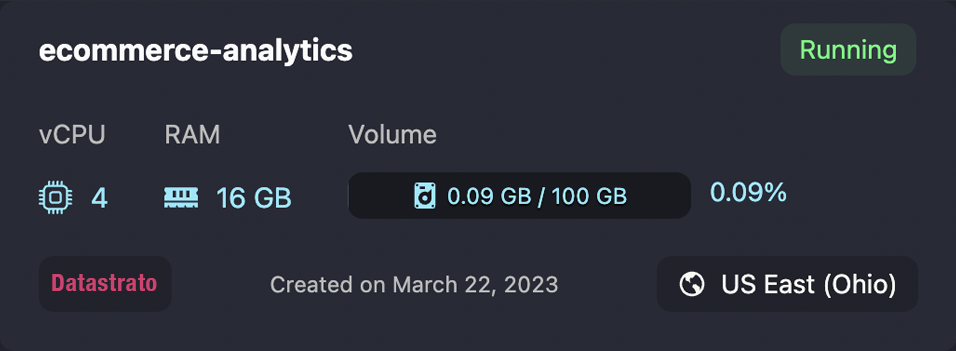 ecommerce-analytics Running
vCPU RAM Volume
4 16 GB 0.09 GB / 100 GB 0.09%
Datastrato Created on March 22, 2023 US East (Ohio)